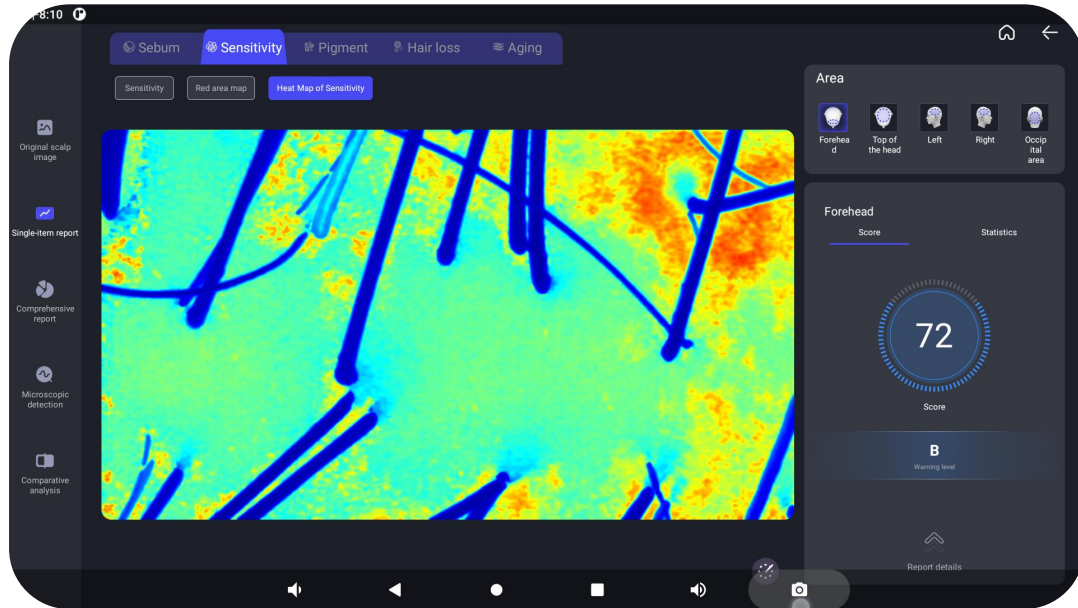 8:10
Sebum
Sensitivity
Pigment
Hair loss
Aging
Sensitivity
Red area map
Heat Map of Sensitivity
Original scalp
image
Single-item report
Comprehensive
report
Microscopic
detection
Comparative
analysis
Area
Forehea
d
Top of
the head
Left
Right
Occip
ital
area
Forehead
Score
Statistics
72
Score
B
Warning level
Report details